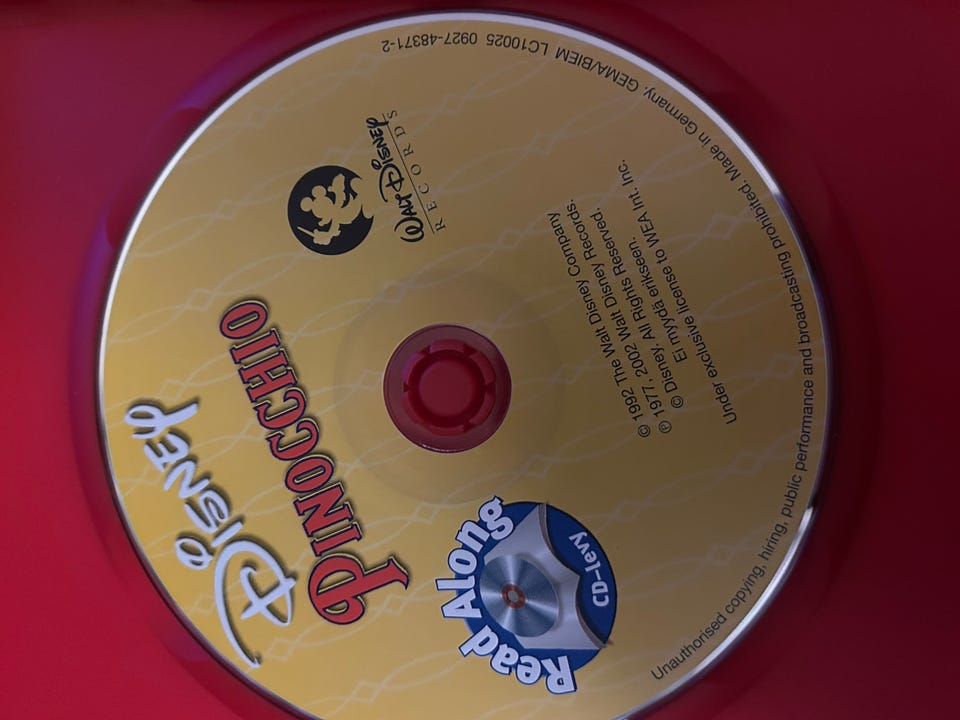 Disney
PINOCCHIO
WALT DISNEY
RECORDS
Read Along
CD-levy
© 1992 The Walt Disney Company
℗ 1977, 2002 Walt Disney Records.
© Disney. All Rights Reserved.
Ei myydä erikseen.
Under exclusive license to WEA Int. Inc.
Unauthorised copying, hiring, public performance and broadcasting prohibited. Made in Germany. GEMA/BIEM LC10025 0927-48371-2